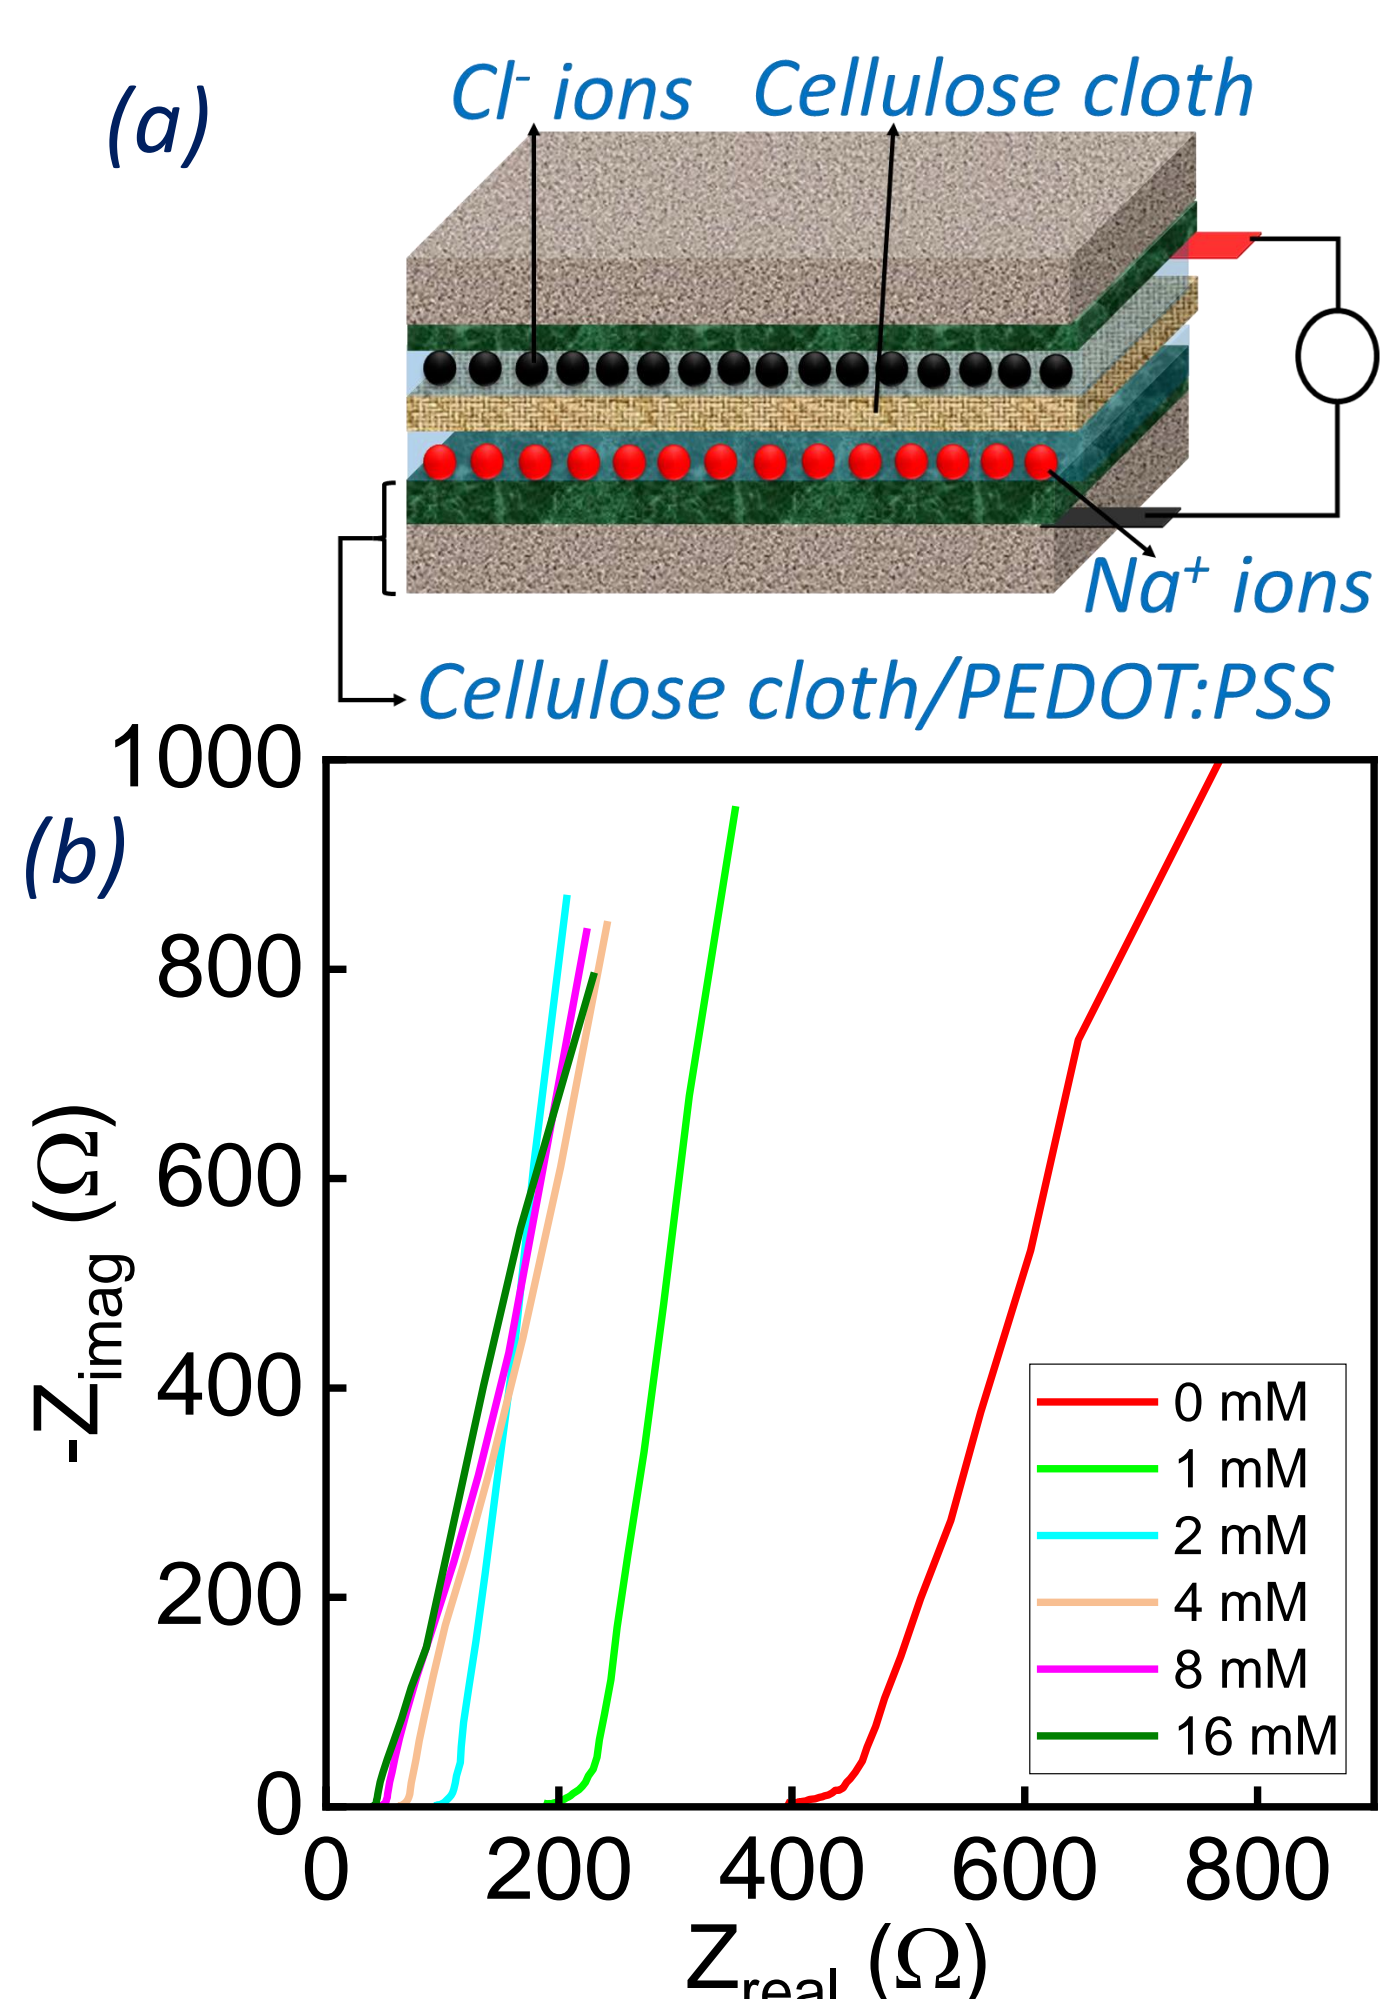 (a)
Cl- ions
Cellulose cloth
Na+ ions
Cellulose cloth/PEDOT:PSS
(b)
1000
800
600
400
200
0
-Zimag (Ω)
0 mM
1 mM
2 mM
4 mM
8 mM
16 mM
0 200 400 600 800
Zreal (Ω)